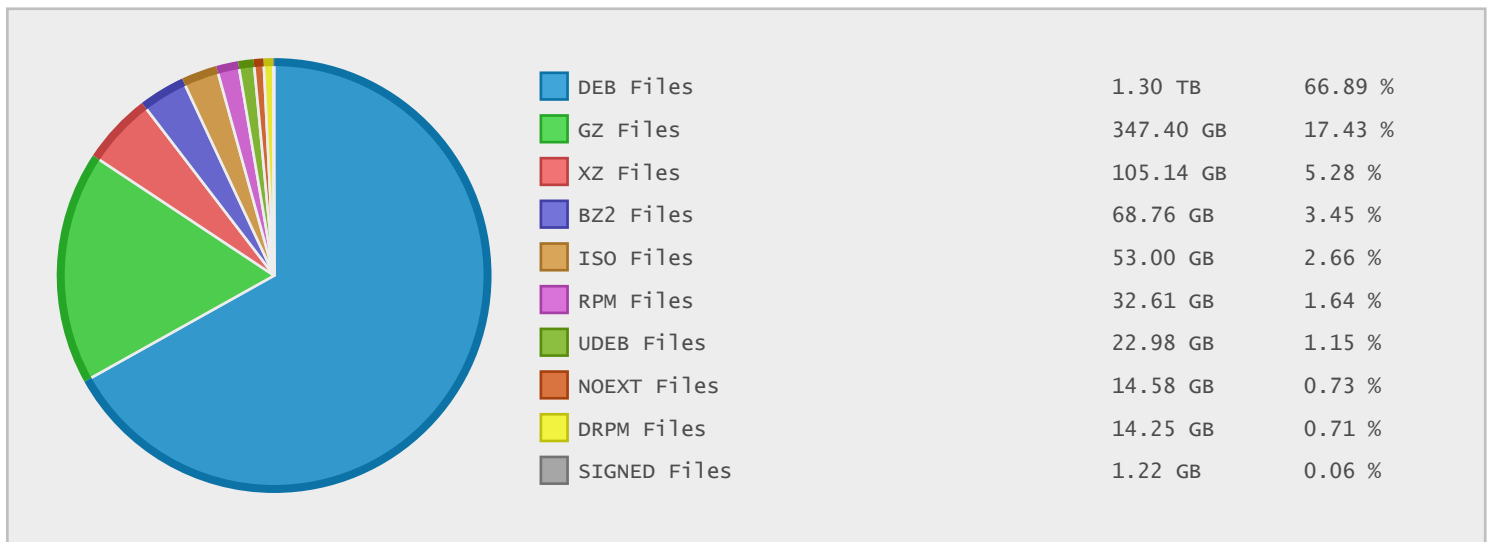 DEB Files 1.30 TB 66.89 %
GZ Files 347.40 GB 17.43 %
XZ Files 105.14 GB 5.28 %
BZ2 Files 68.76 GB 3.45 %
ISO Files 53.00 GB 2.66 %
RPM Files 32.61 GB 1.64 %
UDEB Files 22.98 GB 1.15 %
NOEXT Files 14.58 GB 0.73 %
DRPM Files 14.25 GB 0.71 %
SIGNED Files 1.22 GB 0.06 %